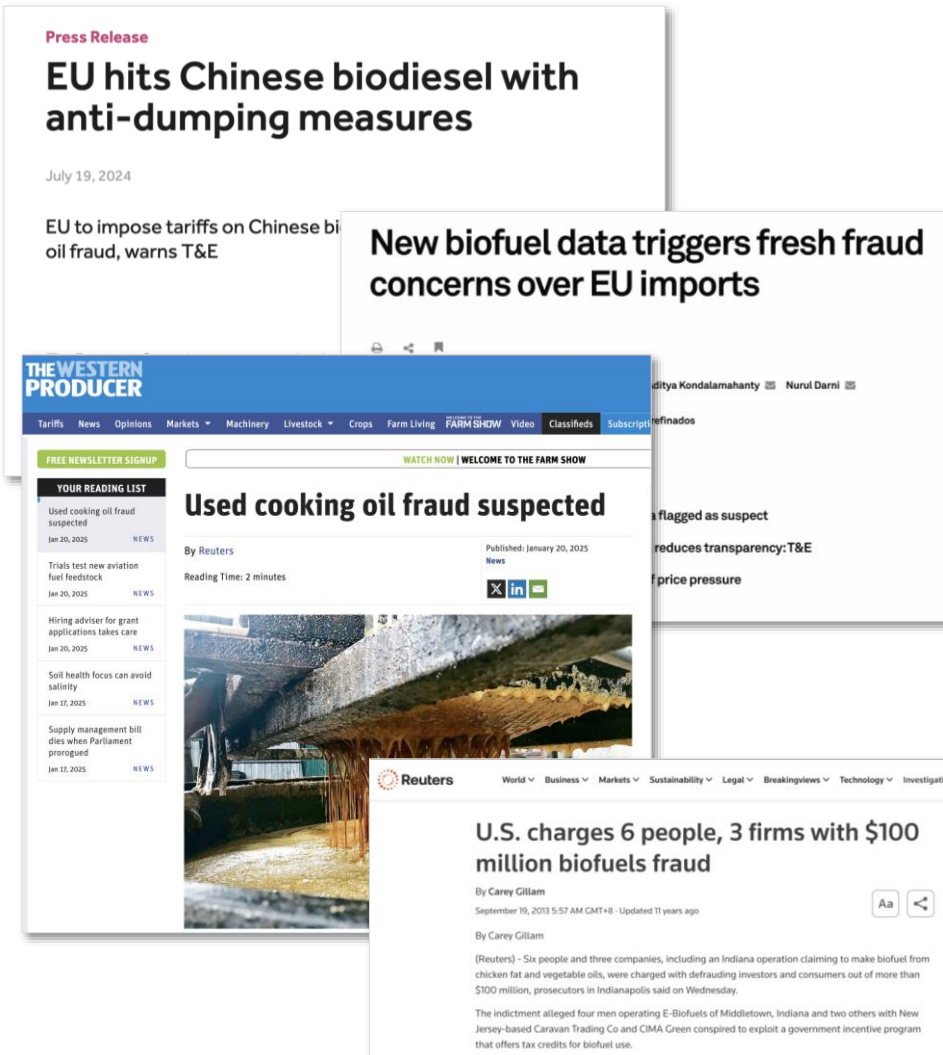 Press Release
EU hits Chinese biodiesel with
anti-dumping measures
July 19, 2024
EU to impose tariffs on Chinese bi
oil fraud, warns T&E
New biofuel data triggers fresh fraud
concerns over EU imports
ditya Kondalamahanty Nurul Darni
refinados
flagged as suspect
reduces transparency: T&E
price pressure
THE WESTERN
PRODUCER
Tariffs News Opinions Markets Machinery Livestock Crops Farm Living WELCOME TO THE FARM SHOW Video Classifieds Subscripti
FREE NEWSLETTER SIGNUP
WATCH NOW | WELCOME TO THE FARM SHOW
YOUR READING LIST
Used cooking oil fraud
suspected
Jan 20, 2025 NEWS
Trials test new aviation
fuel feedstock
Jan 20, 2025 NEWS
Hiring adviser for grant
applications takes care
Jan 20, 2025 NEWS
Soil health focus can avoid
salinity
Jan 17, 2025 NEWS
Supply management bill
dies when Parliament
prorogued
Jan 17, 2025 NEWS
Used cooking oil fraud suspected
By Reuters
Published: January 20, 2025
News
Reading Time: 2 minutes
Reuters
World Business Markets Sustainability Legal Breakingviews Technology Investigati
U.S. charges 6 people, 3 firms with $100
million biofuels fraud
By Carey Gillam
September 19, 2013 5:57 AM GMT+8 · Updated 11 years ago
Aa
By Carey Gillam
(Reuters) - Six people and three companies, including an Indiana operation claiming to make biofuel from
chicken fat and vegetable oils, were charged with defrauding investors and consumers out of more than
$100 million, prosecutors in Indianapolis said on Wednesday.
The indictment alleged four men operating E-Biofuels of Middletown, Indiana and two others with New
Jersey-based Caravan Trading Co and CIMA Green conspired to exploit a government incentive program
that offers tax credits for biofuel use.